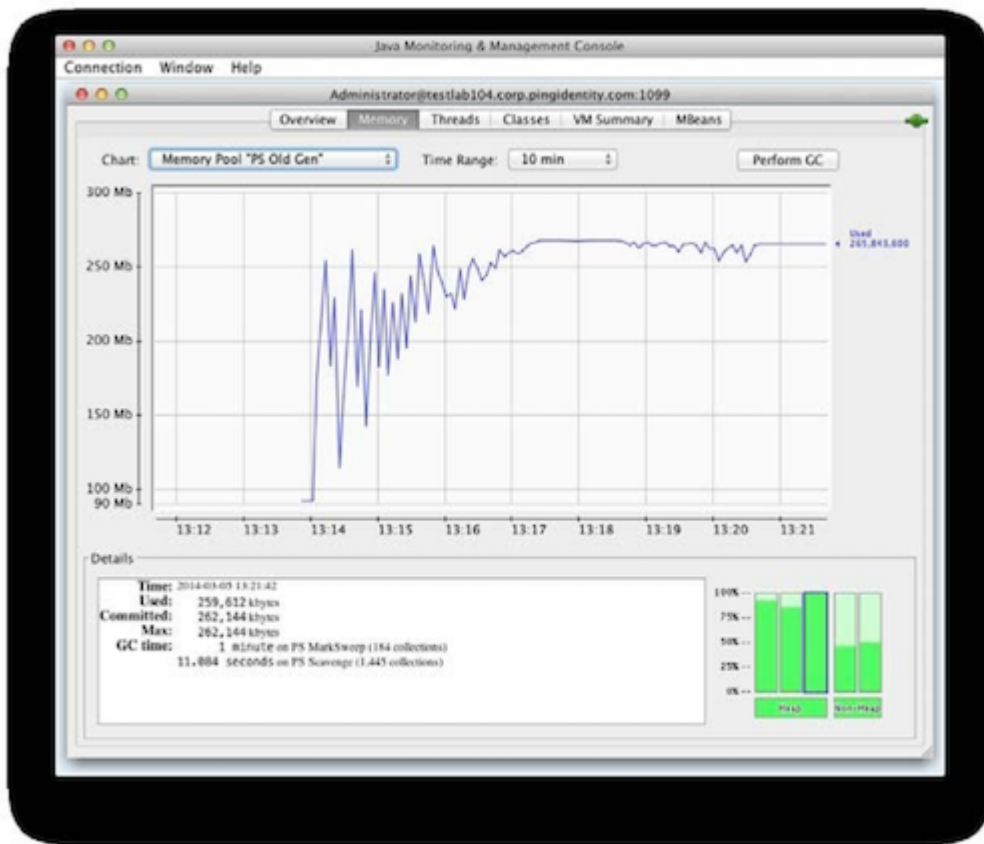 Java Monitoring & Management Console
Connection Window Help
Administrator@testlab104.corp.pingidentity.com:1099
Overview Memory Threads Classes VM Summary MBeans
Chart: Memory Pool "PS Old Gen" Time Range: 10 min Perform GC
300 Mb
Used
265,843,600
250 Mb
200 Mb
150 Mb
100 Mb
90 Mb
13:12 13:13 13:14 13:15 13:16 13:17 13:18 13:19 13:20 13:21
Details
Time: 2014-03-05 13:21:42
Used: 259,612 kbytes
Committed: 262,144 kbytes
Max: 262,144 kbytes
GC time: 1 minute on PS MarkSweep (184 collections)
11.084 seconds on PS Scavenge (1,445 collections)
100% --
75% --
50% --
25% --
0% --
Heap Non-Heap